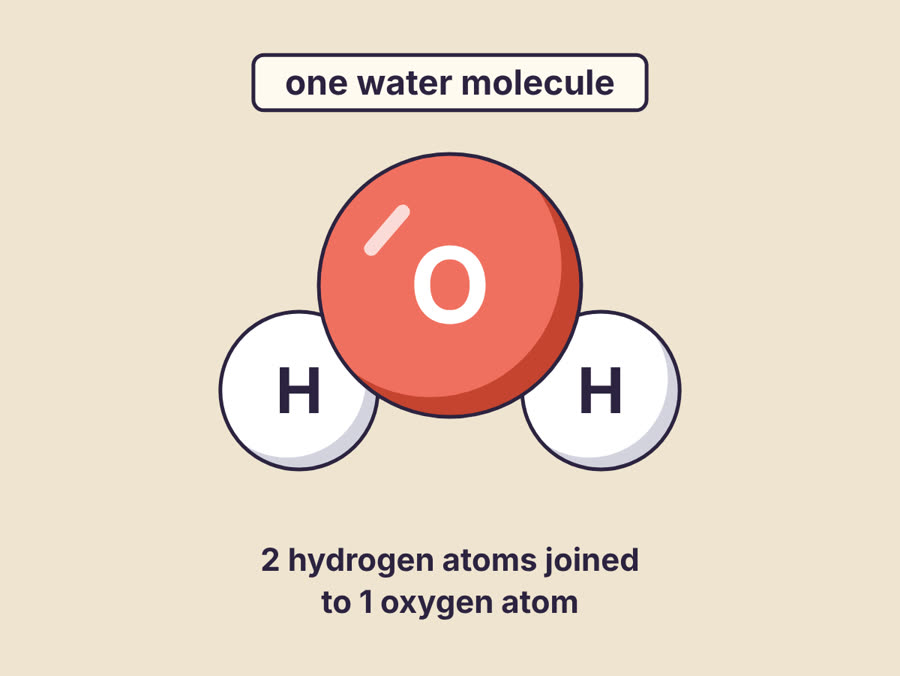 one water molecule
O
H H
2 hydrogen atoms joined
to 1 oxygen atom